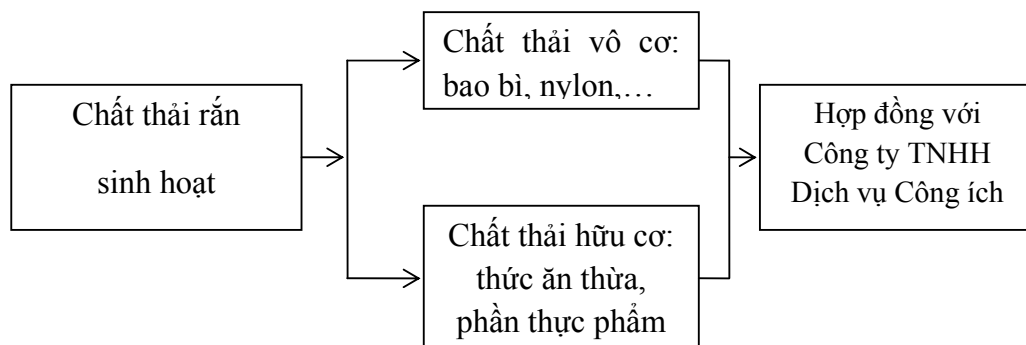 Chất thải rắn
sinh hoạt
Chất thải vô cơ:
bao bì, nylon,…
Chất thải hữu cơ:
thức ăn thừa,
phần thực phẩm
Hợp đồng với
Công ty TNHH
Dịch vụ Công ích